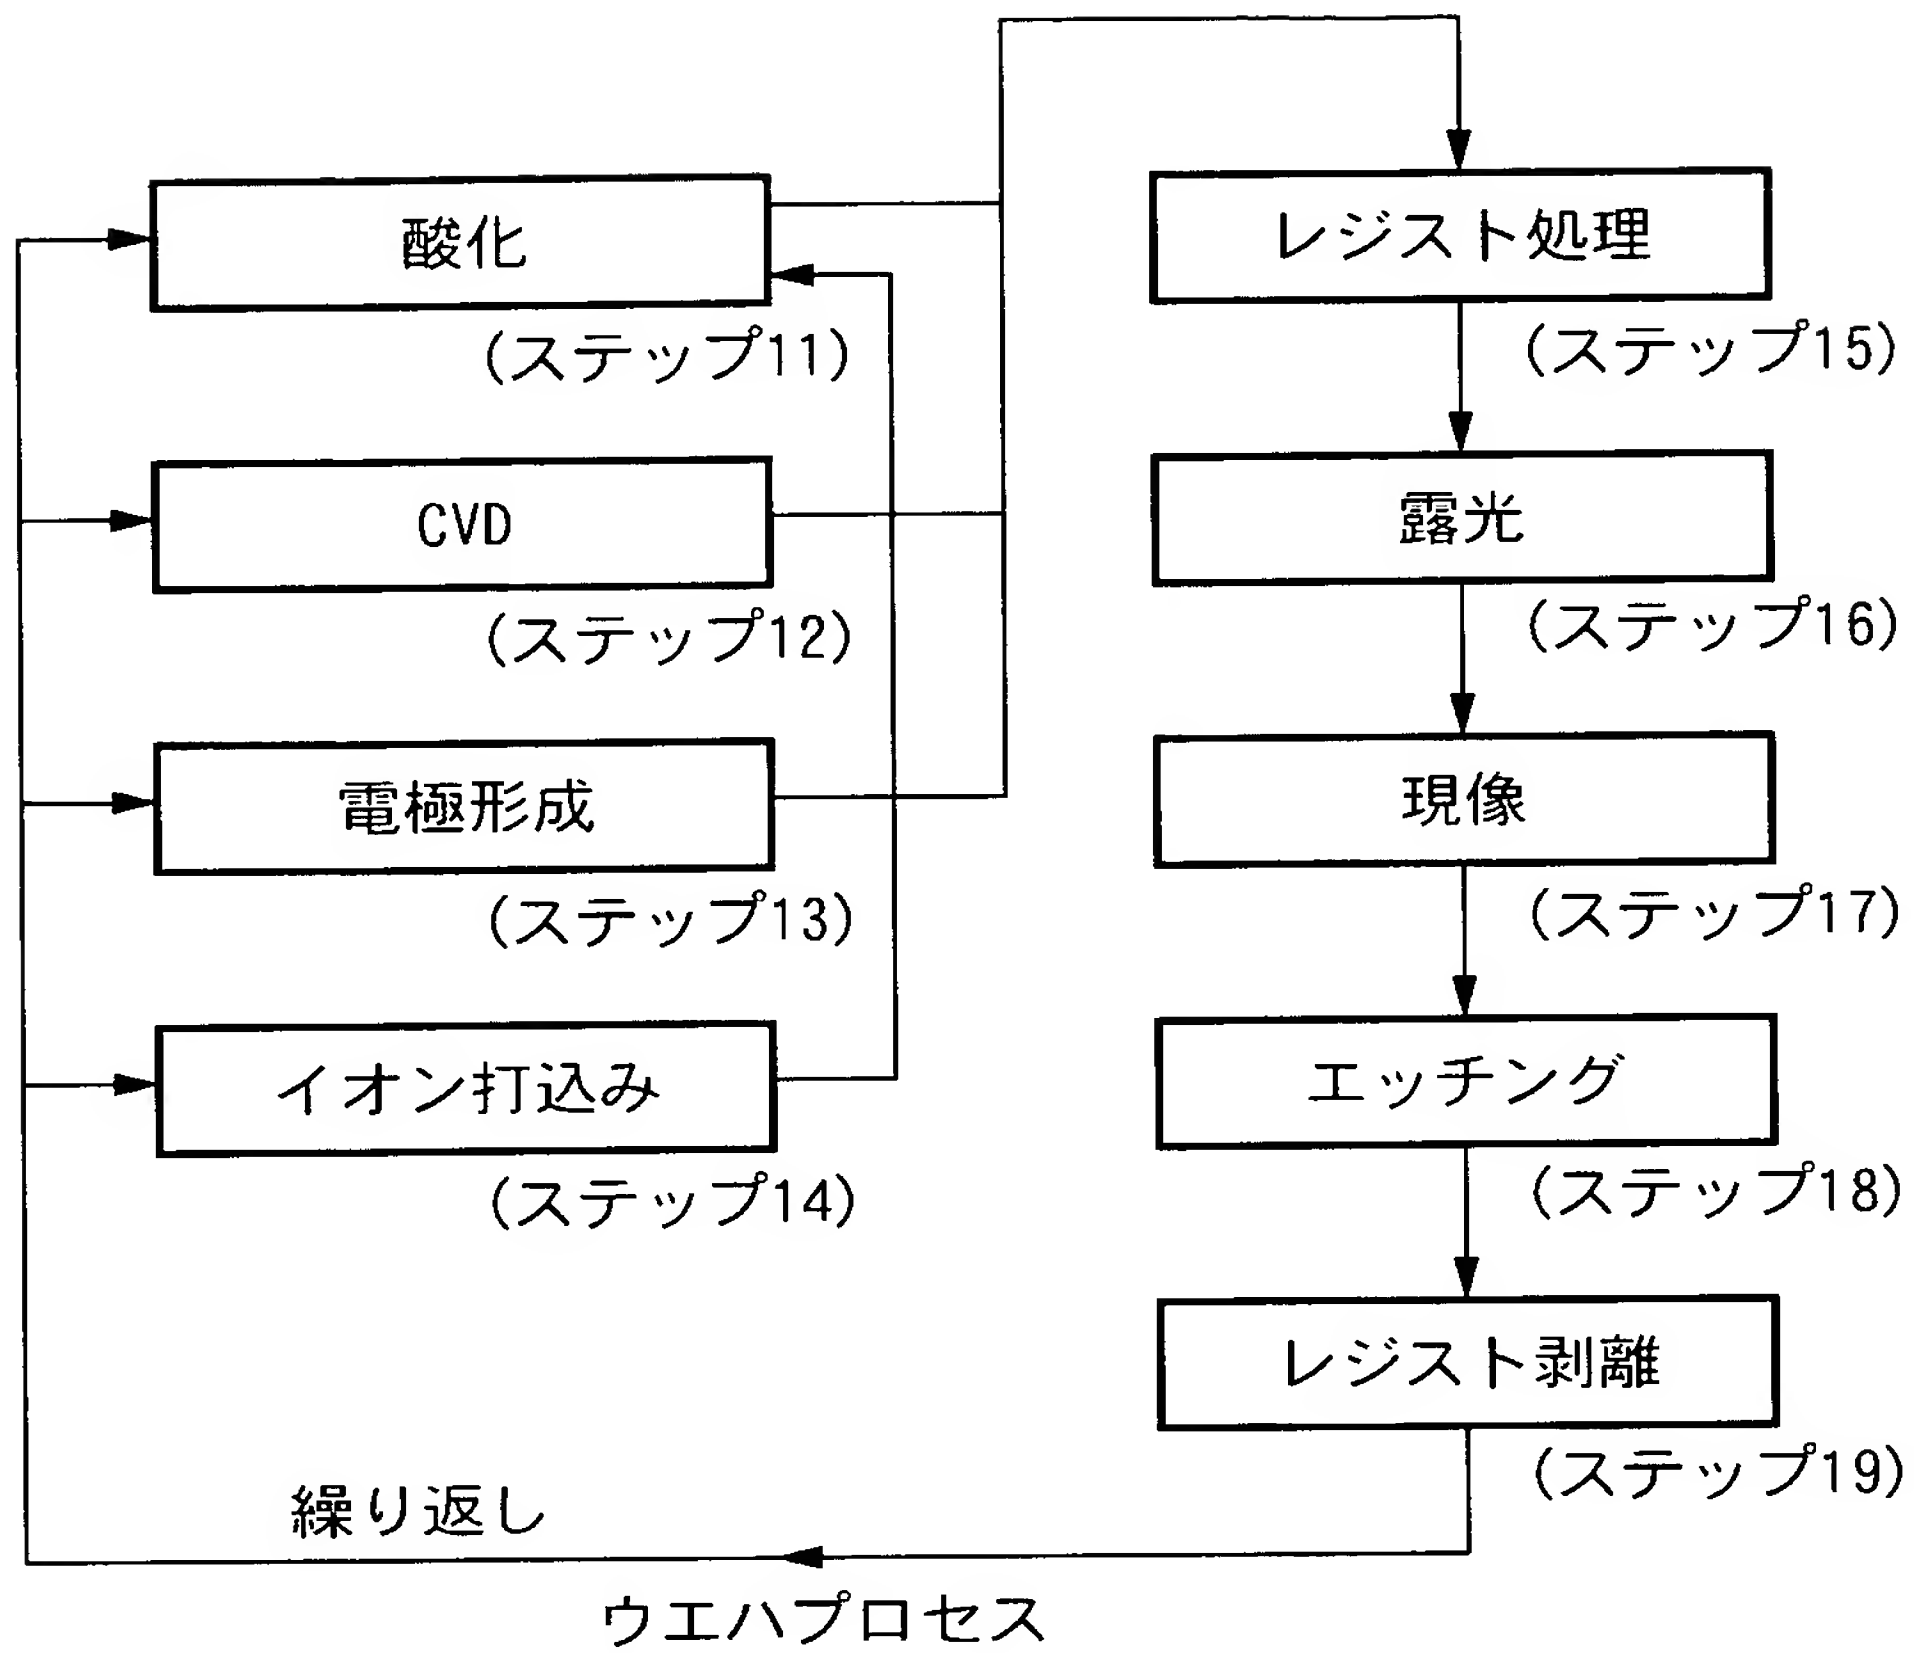 酸化
(ステップ11)
CVD
(ステップ12)
電極形成
(ステップ13)
イオン打込み
(ステップ14)
レジスト処理
(ステップ15)
露光
(ステップ16)
現像
(ステップ17)
エッチング
(ステップ18)
レジスト剥離
(ステップ19)
繰り返し
ウエハプロセス